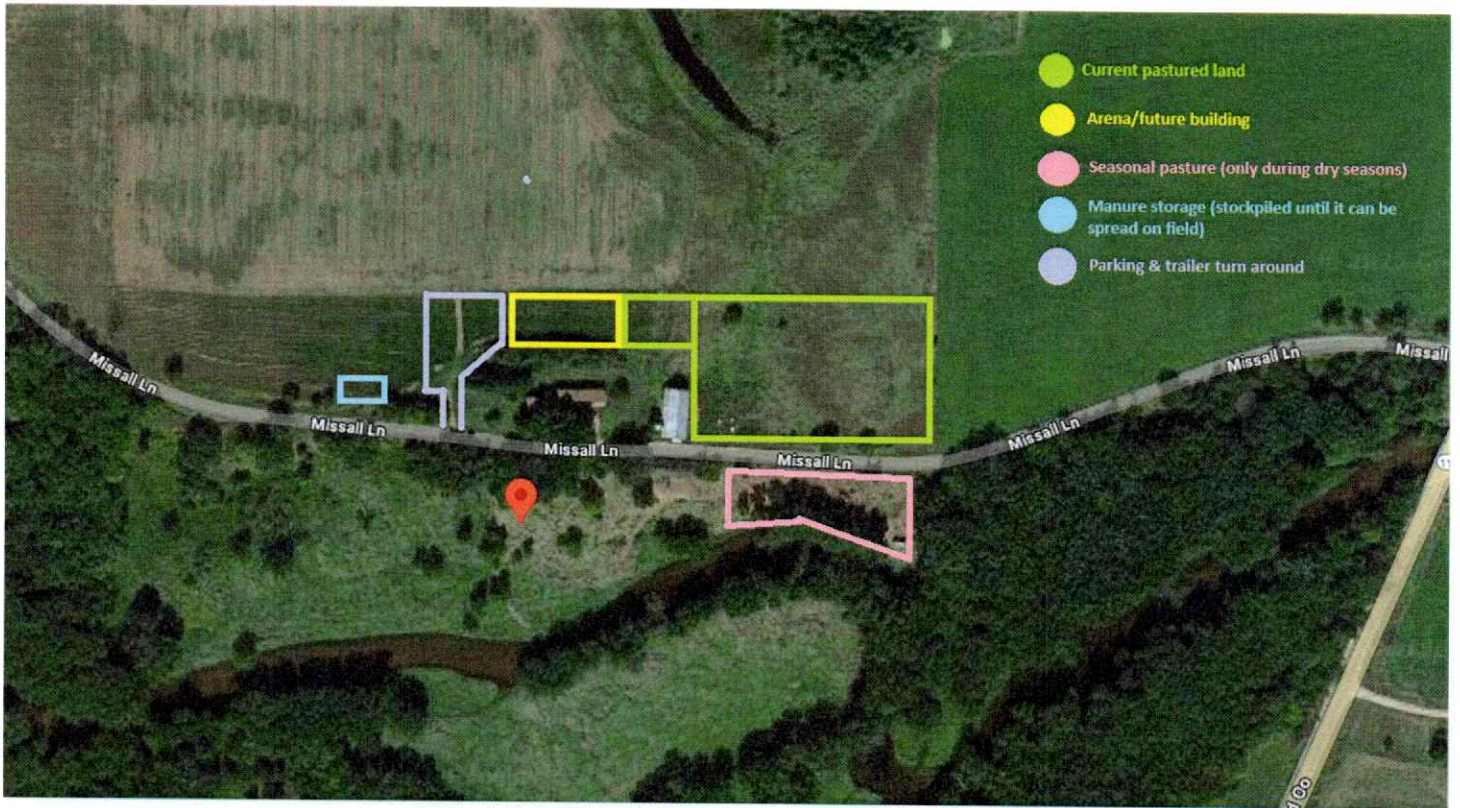 Current pastured land
Arena/future building
Seasonal pasture (only during dry seasons)
Manure storage (stockpiled until it can be
spread on field)
Parking & trailer turn around
Missall Ln
Missall Ln
Missall
Missall Ln
Missall Ln
Missall Ln
Missall Ln
11